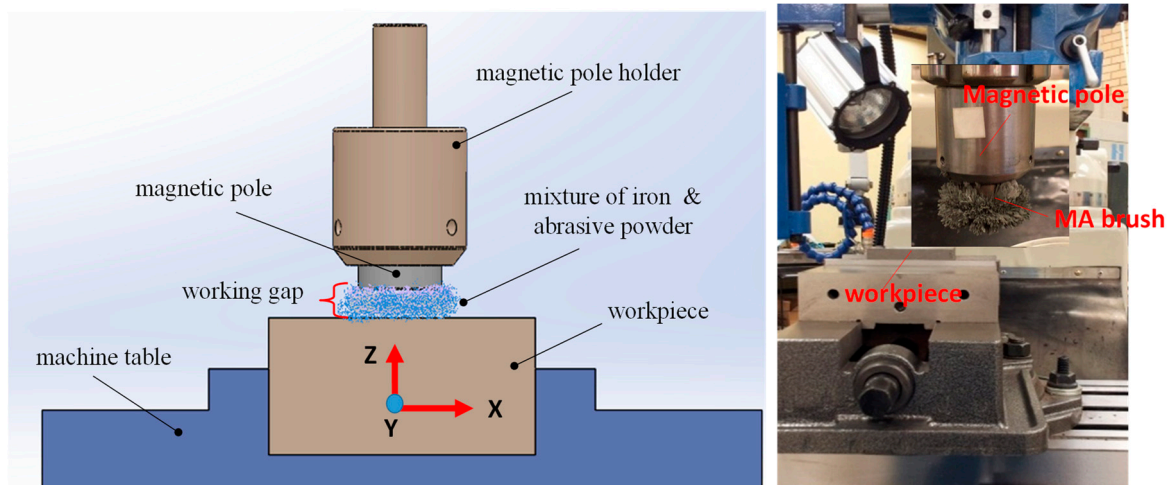 magnetic pole holder
magnetic pole
mixture of iron &
abrasive powder
working gap
workpiece
machine table
Z
X
Y
Magnetic pole
MA brush
workpiece